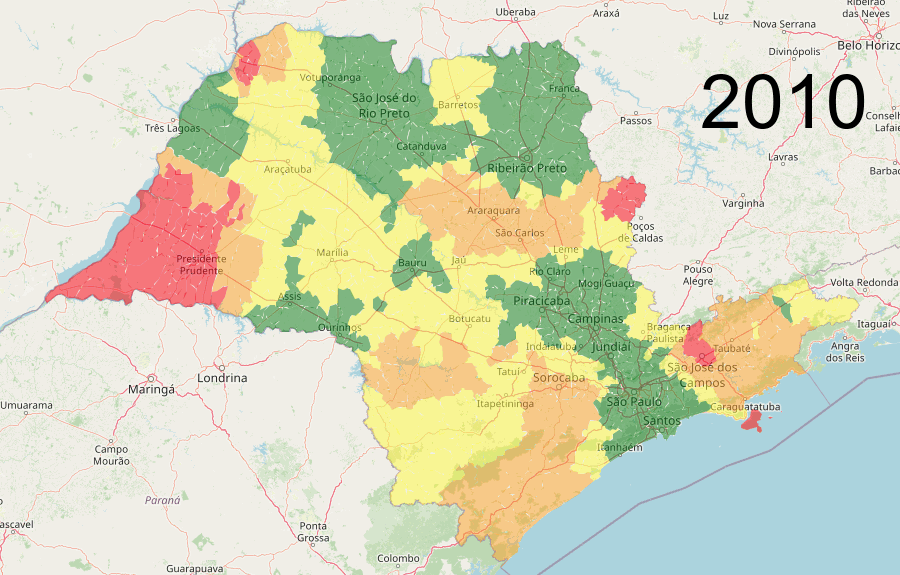 Uberaba
Araxá
Luz
Ribeirão
das Neves
Nova Serrana
Belo Horizo
Divinópolis
2010
Votuporanga
São José do
Rio Preto
Barretos
Franca
Passos
Conselh
Lafaie
Três Lagoas
Catanduva
Ribeirão Preto
Lavras
Barbac
Araçatuba
Varginha
Araraquara
São Carlos
Poços
de Caldas
Presidente
Prudente
Marília
Bauru
Jaú
Leme
Rio Claro
Mogi Guaçu
Pouso
Alegre
Volta Redonda
Assis
Ourinhos
Piracicaba
Campinas
Botucatu
Bragança
Paulista
Itaguaí
Angra
dos Reis
Indaiatuba
Jundiaí
Taubaté
São José dos
Campos
Londrina
Maringá
Tatuí
Sorocaba
Itapetininga
São Paulo
Santos
Caraguatatuba
Umuarama
Campo
Mourão
Itanhaém
Paraná
ascavel
Ponta
Grossa
Colombo
Guarapuava